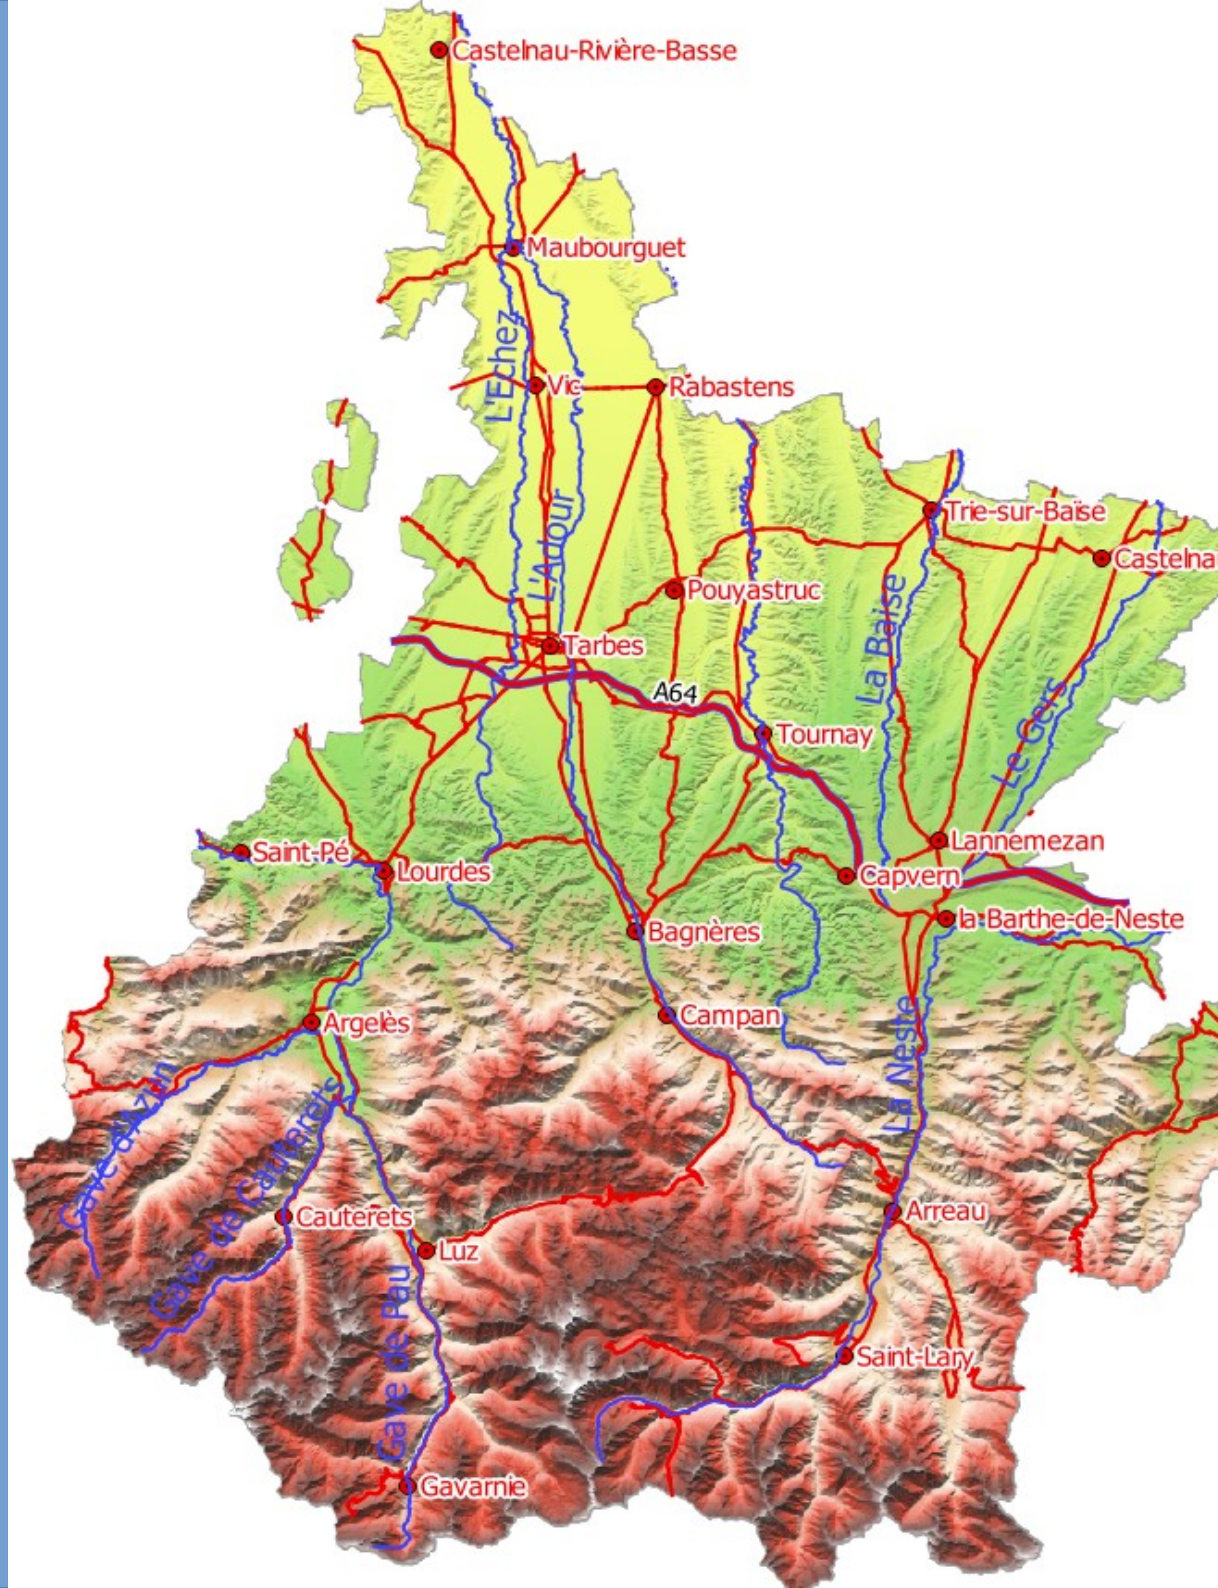 Castelnau-Rivière-Basse
Maubourguet
L'Echez
Vic
Rabastens
L'Adour
Trie-sur-Baïse
Castelna
Pouyastruc
La Baïse
Tarbes
A64
Le Gers
Tournay
Lannemezan
Saint-Pé
Lourdes
Capvern
la Barthe-de-Neste
Bagnères
Campan
Argelès
La Neste
Gave d'Azun
Gave de Cauterets
Cauterets
Arreau
Luz
Gave de Pau
Saint-Lary
Gavarnie